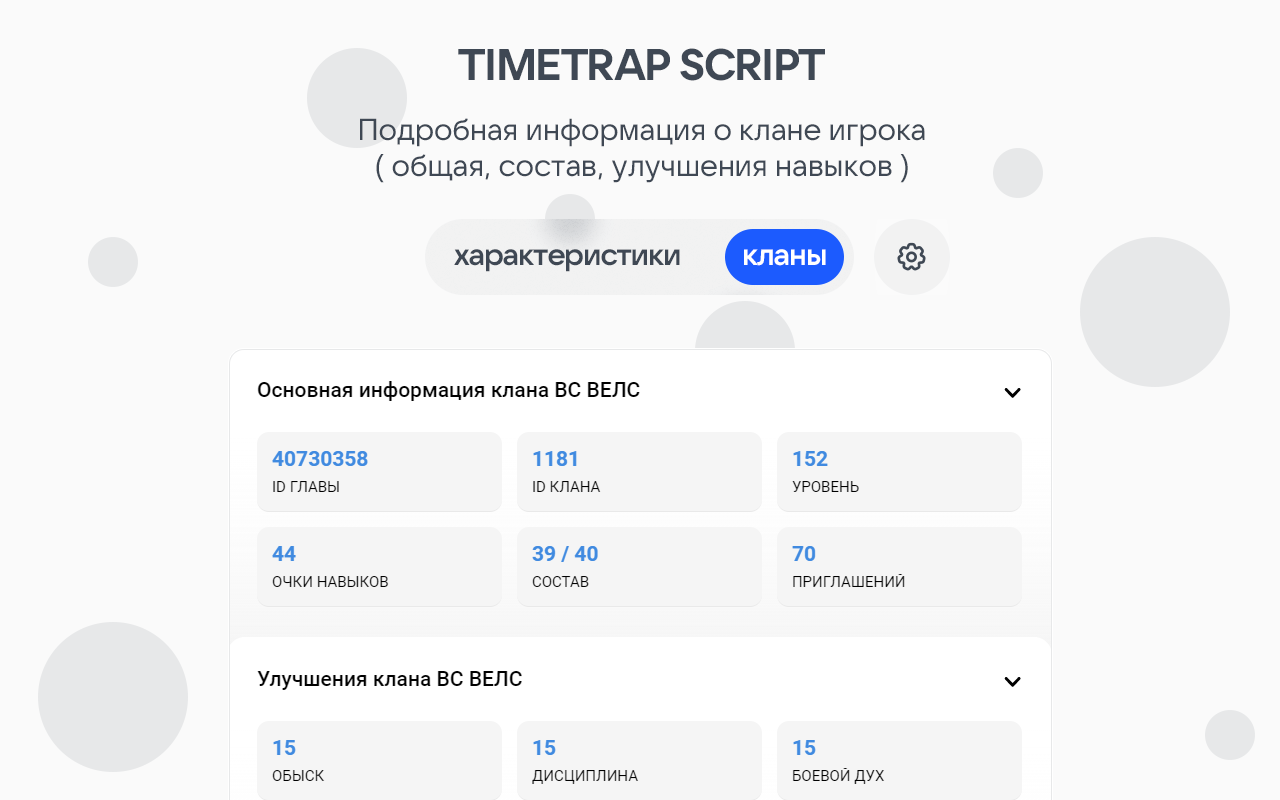 TIMETRAP SCRIPT
Подробная информация о клане игрока
( общая, состав, улучшения навыков )
характеристики
кланы
Основная информация клана ВС ВЕЛС
40730358
ID ГЛАВЫ
1181
ID КЛАНА
152
УРОВЕНЬ
44
ОЧКИ НАВЫКОВ
39 / 40
СОСТАВ
70
ПРИГЛАШЕНИЙ
Улучшения клана ВС ВЕЛС
15
ОБЫСК
15
ДИСЦИПЛИНА
15
БОЕВОЙ ДУХ